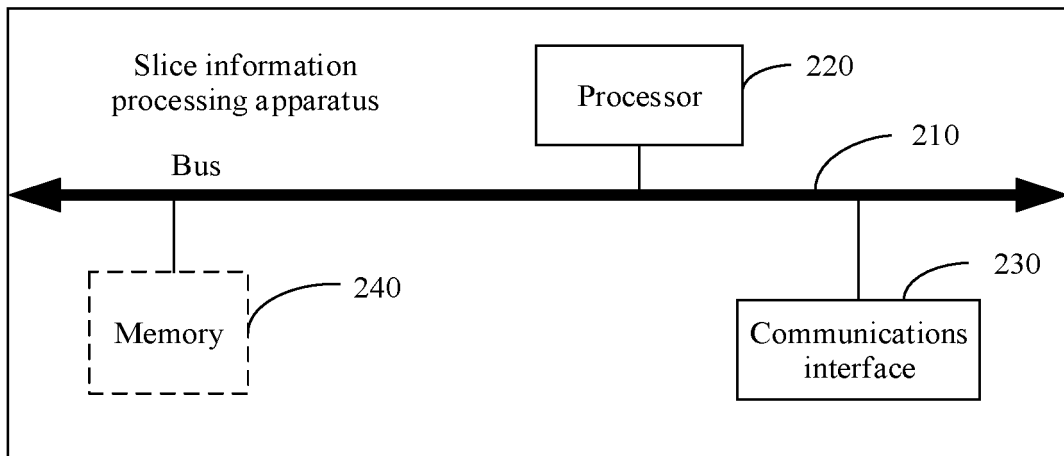 Slice information
processing apparatus
Processor
220
Bus
210
Memory
240
Communications
interface
230